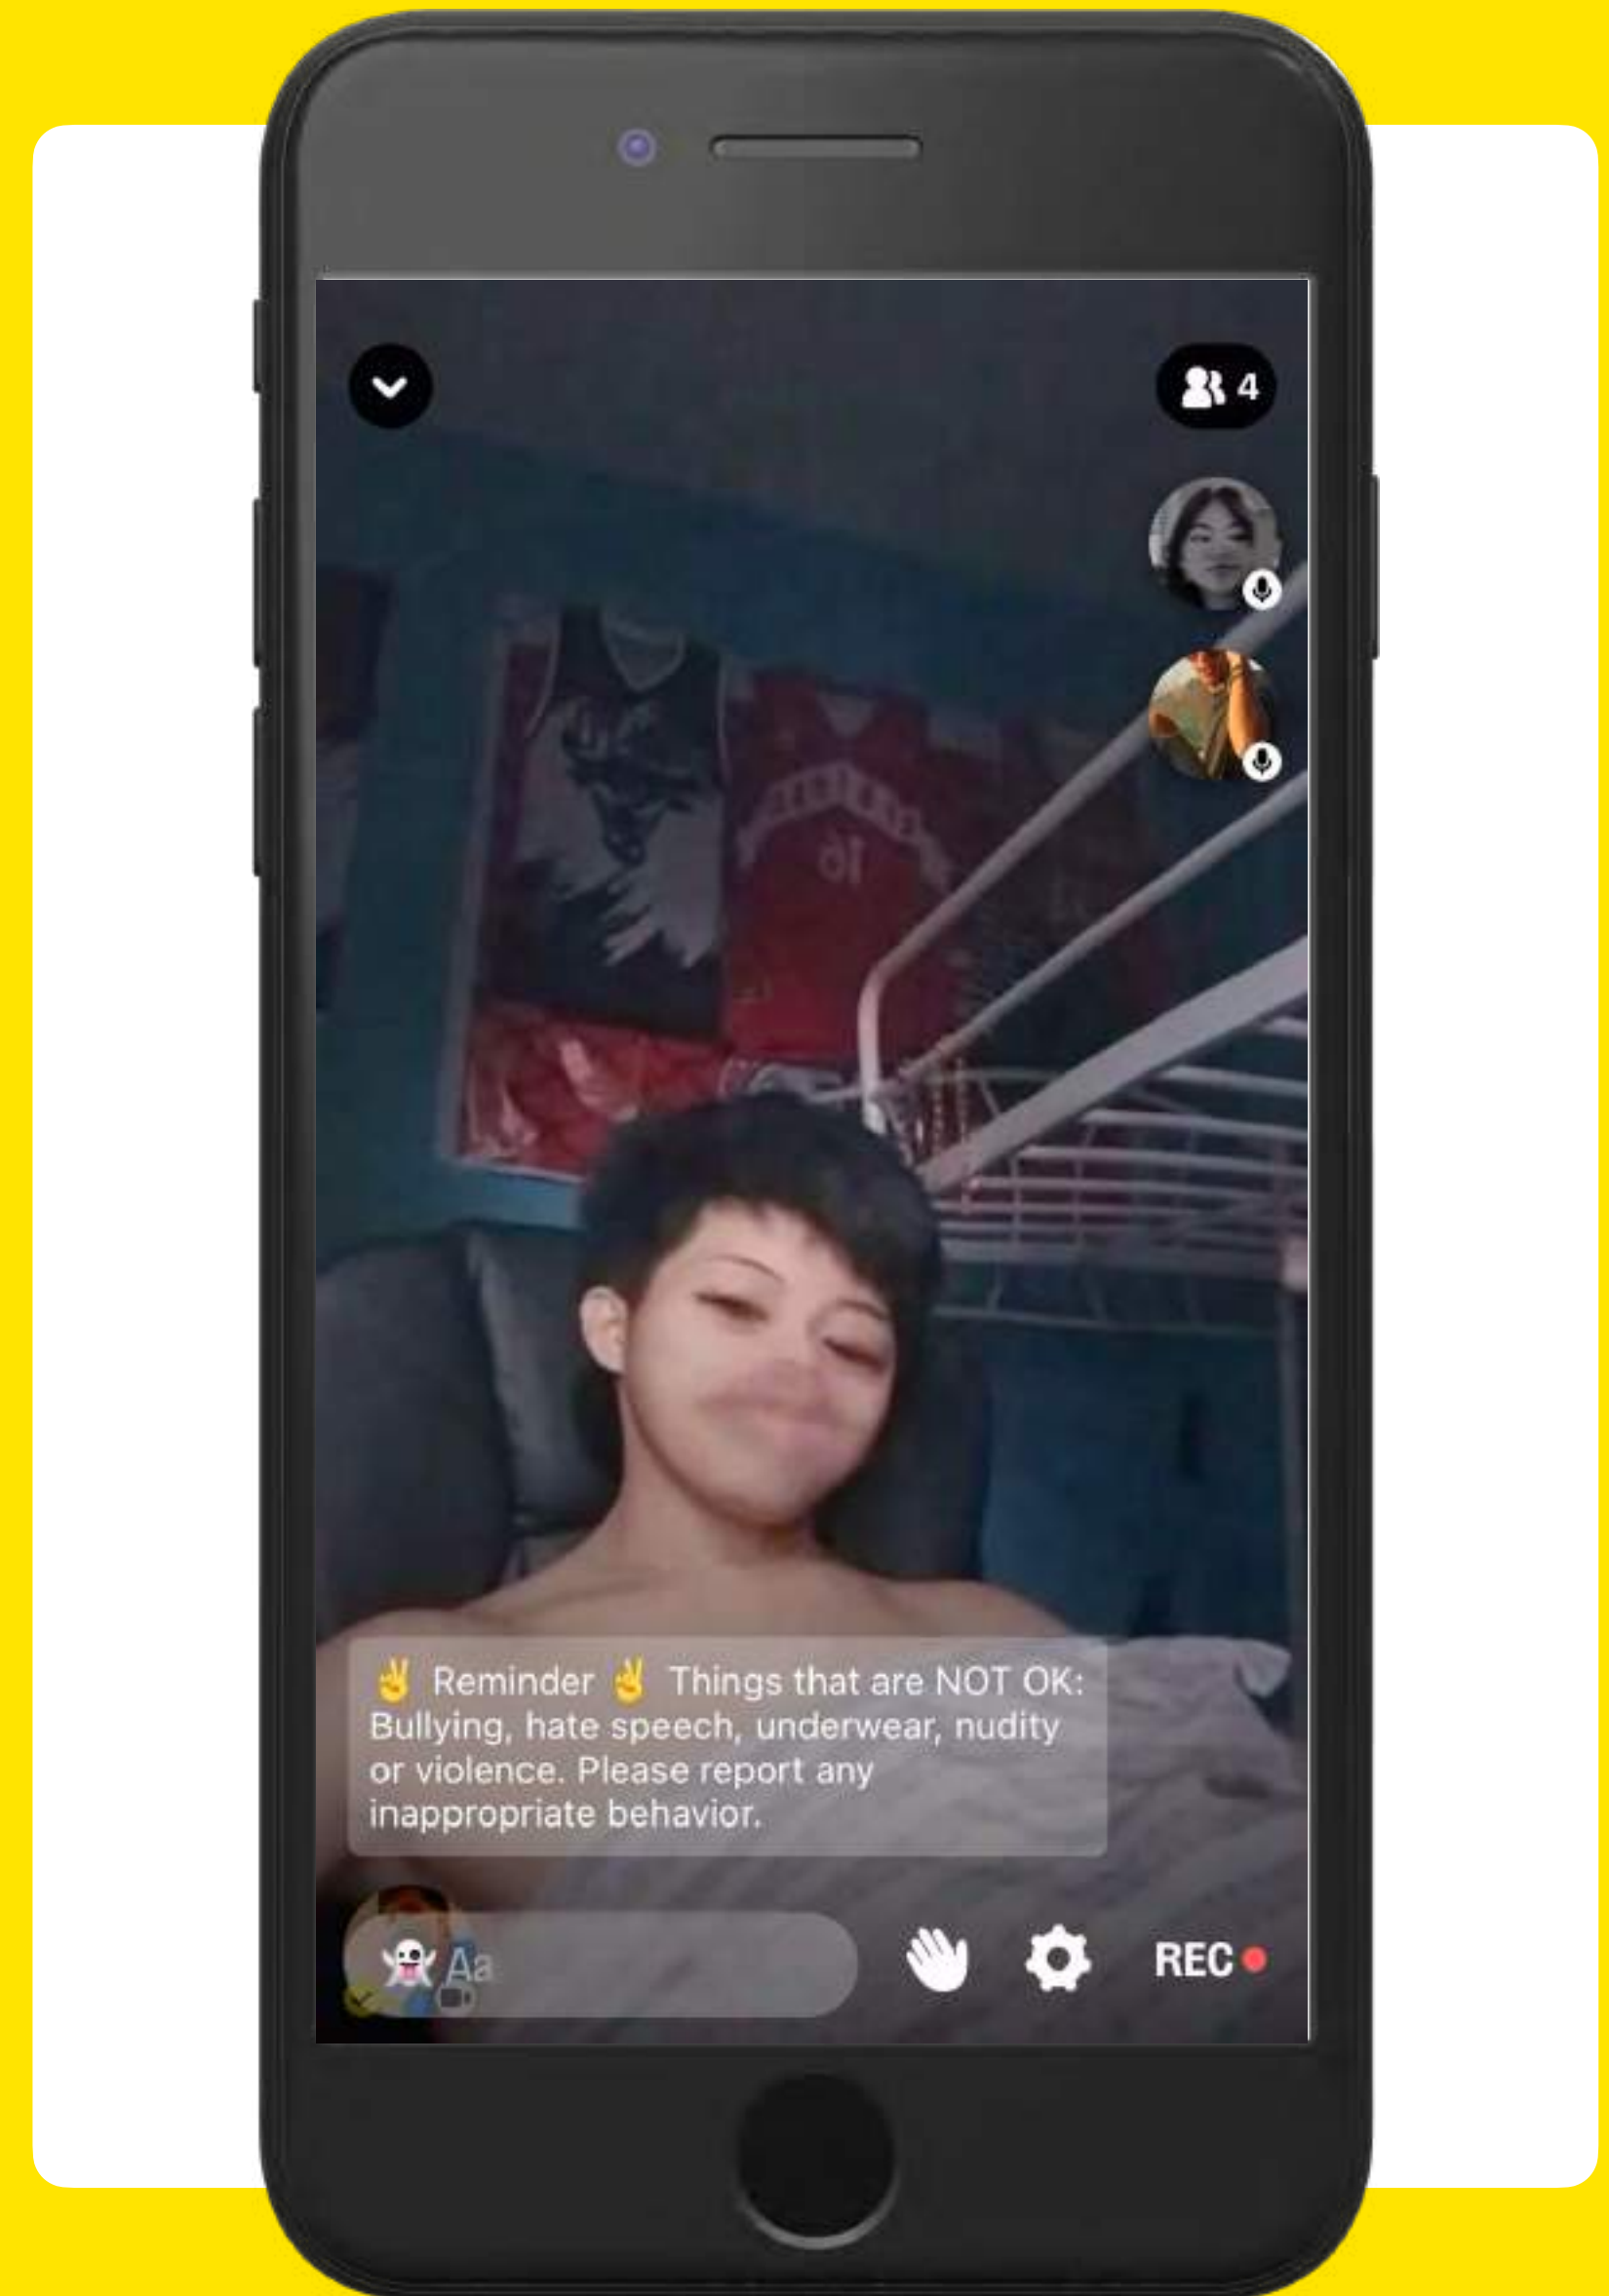 4
16
✌️ Reminder ✌️ Things that are NOT OK:
Bullying, hate speech, underwear, nudity
or violence. Please report any
inappropriate behavior.
Aa
REC